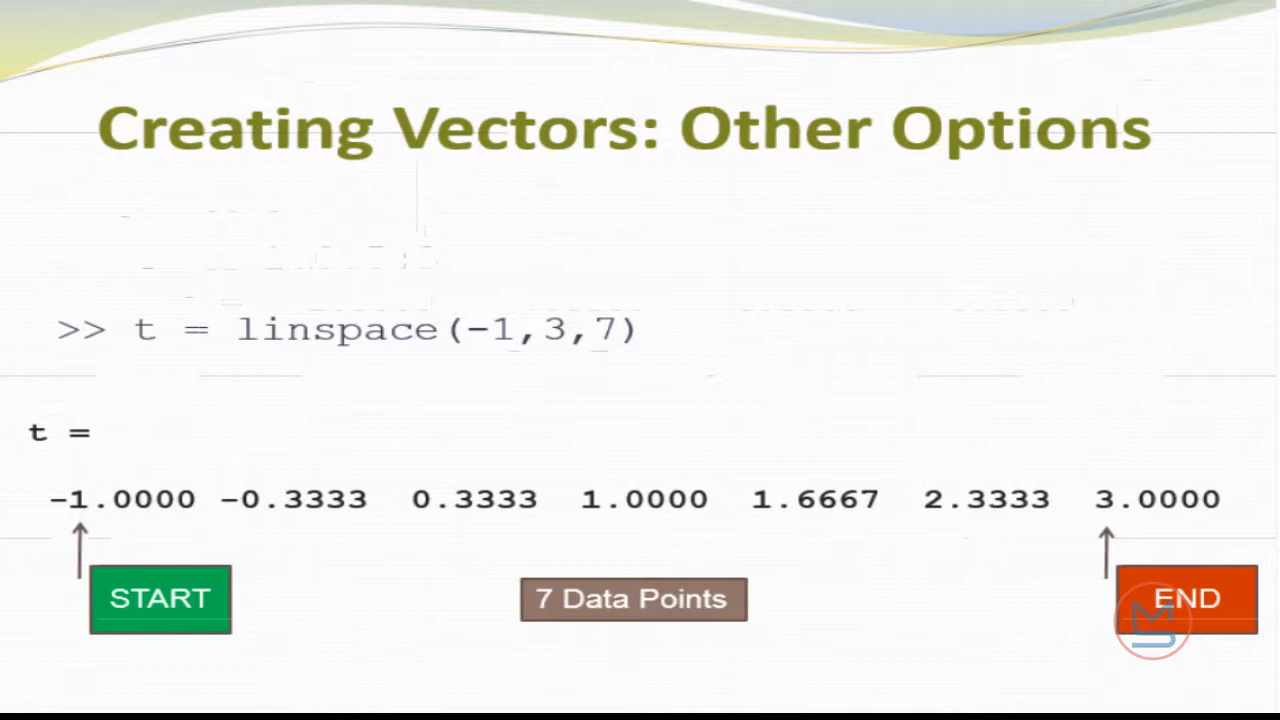 Creating Vectors: Other Options
>> t = linspace(-1,3,7)
t =
-1.0000 -0.3333 0.3333 1.0000 1.6667 2.3333 3.0000
START
7 Data Points
END